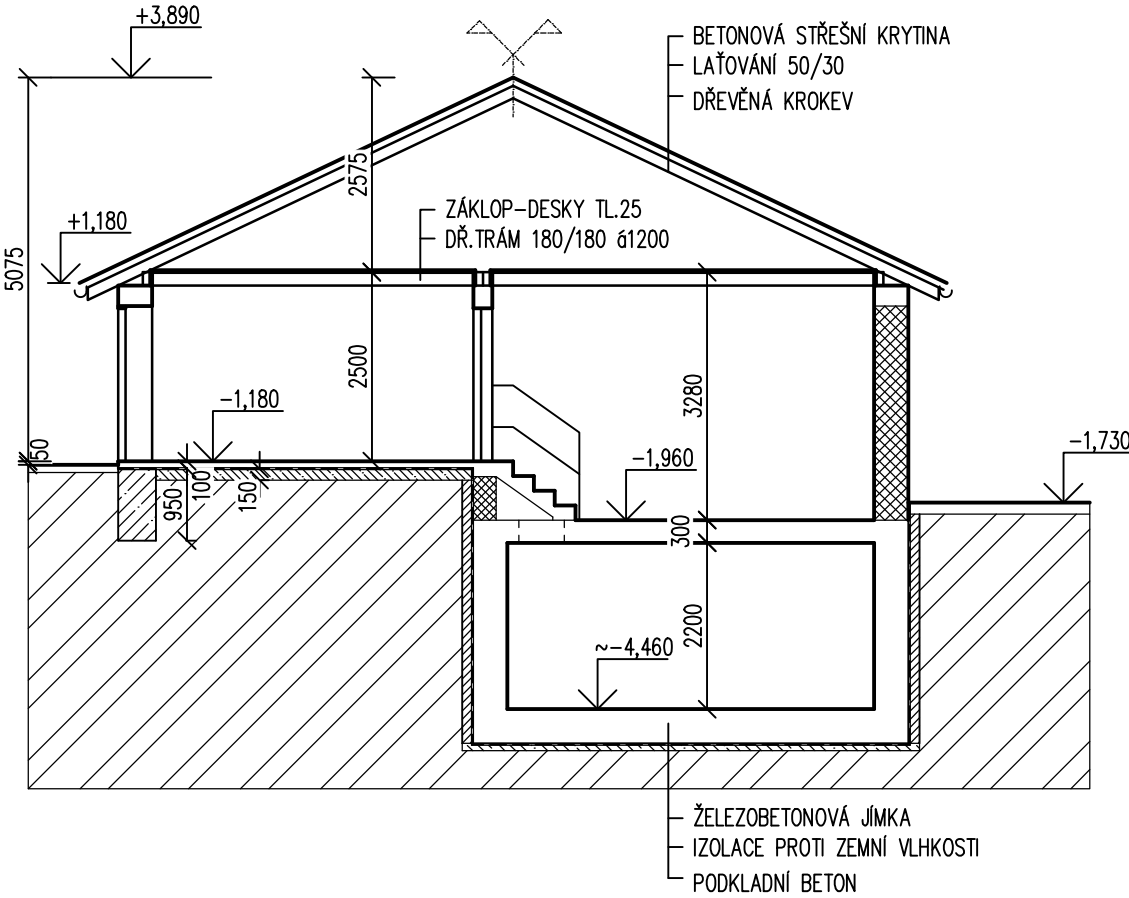 +3,890
BETONOVÁ STŘEŠNÍ KRYTINA
LAŤOVÁNÍ 50/30
DŘEVĚNÁ KROKEV
2575
+1,180
ZÁKLOP-DESKY TL.25
DŘ.TRÁM 180/180 á1200
5075
2500
3280
-1,180
50
-1,960
-1,730
950
100
150
300
2200
~-4,460
ŽELEZOBETONOVÁ JÍMKA
IZOLACE PROTI ZEMNÍ VLHKOSTI
PODKLADNÍ BETON